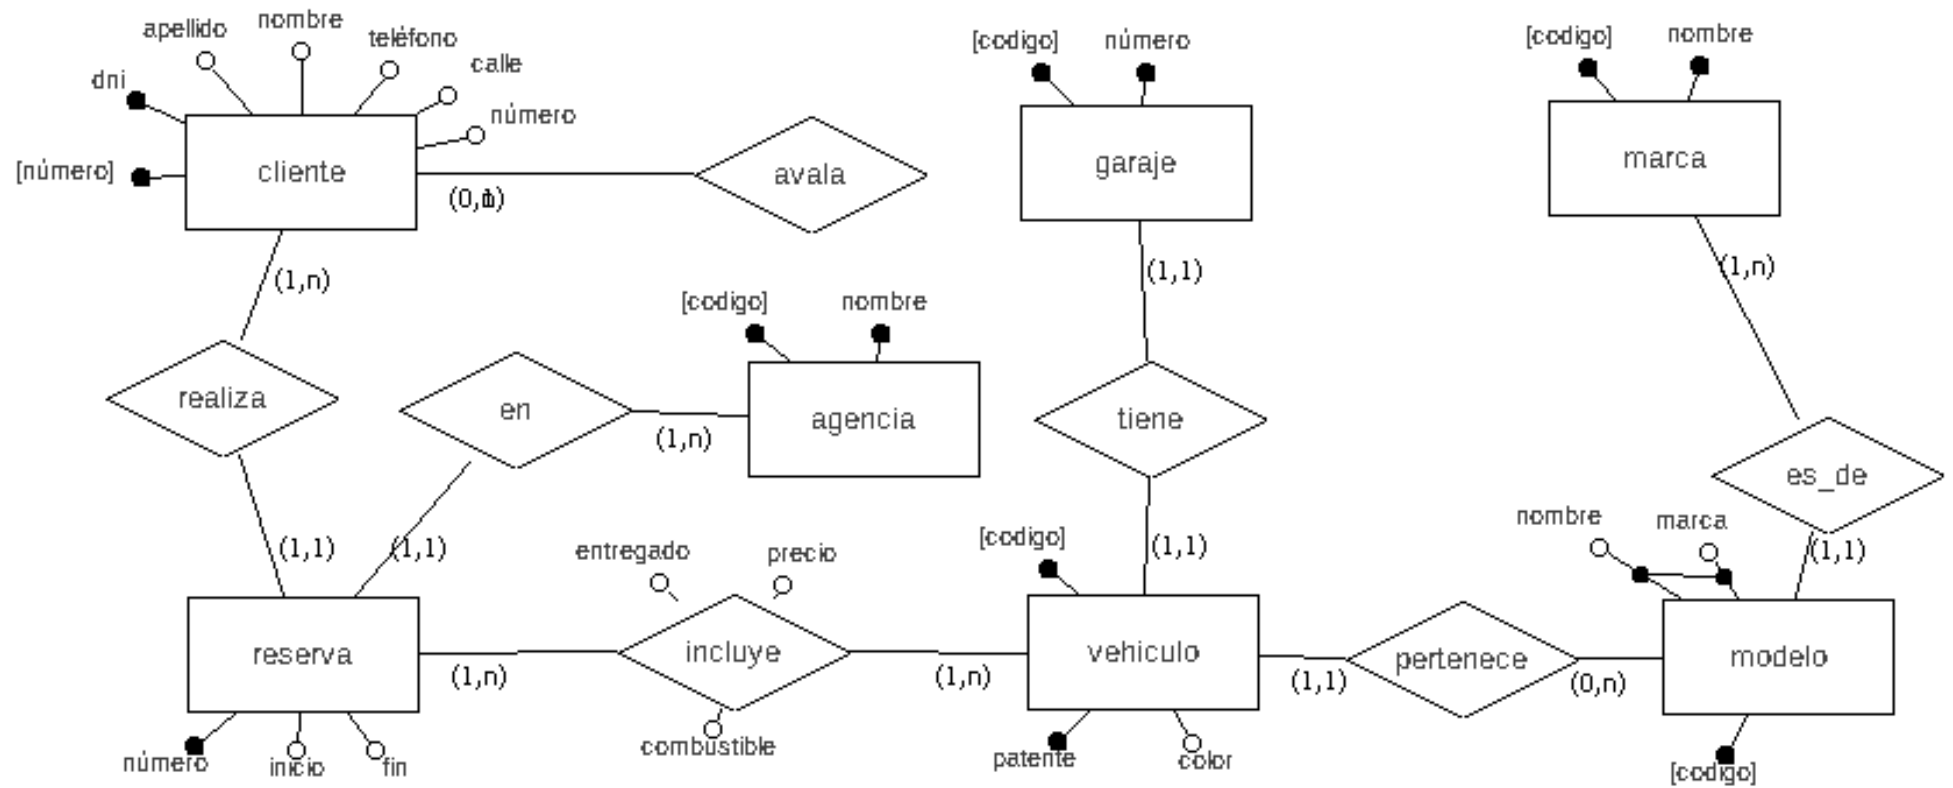 nombre
apellido
teléfono
calle
dni
número
[número]
cliente
(0,n)
avala
[codigo]
número
garaje
[codigo]
nombre
marca
(1,n)
(1,1)
(1,n)
[codigo]
nombre
realiza
en
(1,n)
agencia
tiene
es_de
(1,1)
(1,1)
(1,1)
(1,1)
nombre
marca
[codigo]
entregado
precio
reserva
(1,n)
incluye
(1,n)
vehiculo
(1,1)
pertenece
(0,n)
modelo
número
inicio
fin
combustible
patente
color
[codigo]